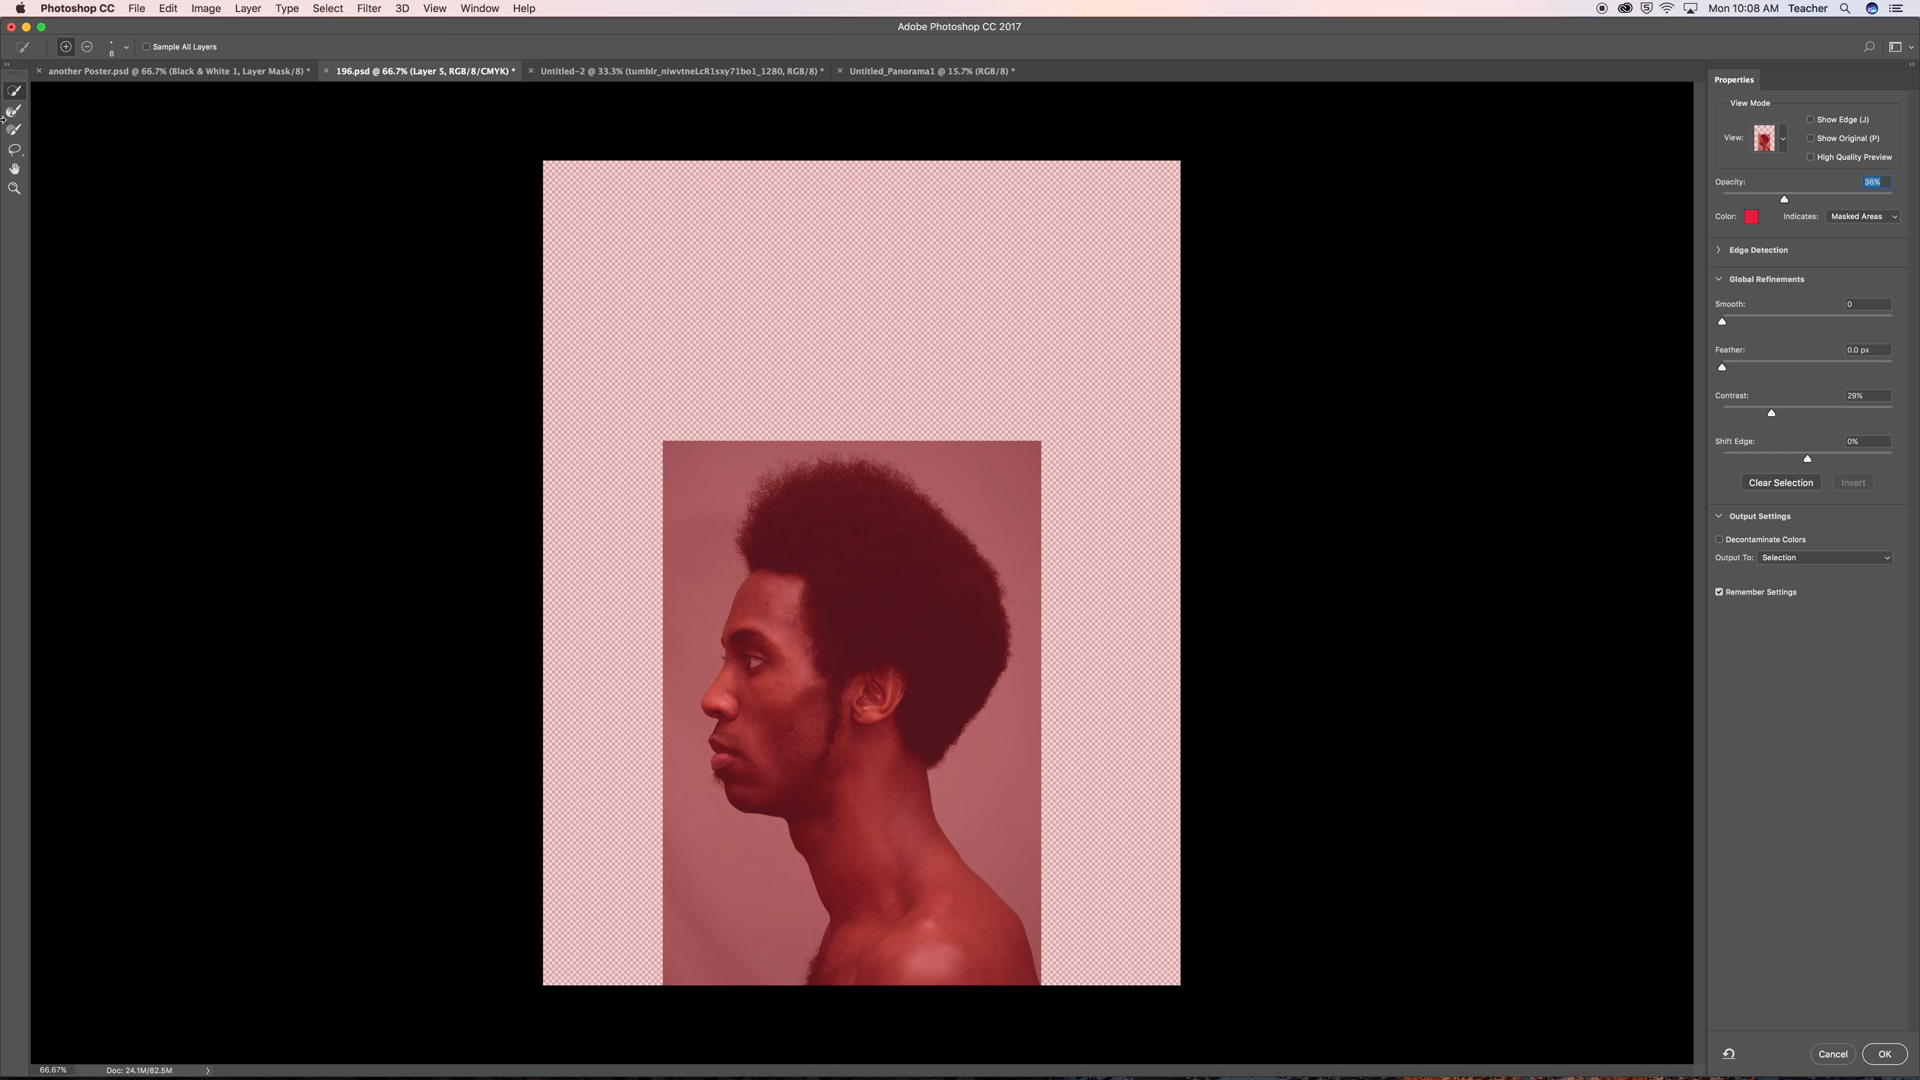 Photoshop CC File Edit Image Layer Type Select Filter 3D View Window Help Mon 10:08 AM Teacher
Adobe Photoshop CC 2017
6 Sample All Layers
another Poster.psd @ 66.7% (Black & White 1, Layer Mask/8) * 196.psd @ 66.7% (Layer 5, RGB/8/CMYK) * Untitled-2 @ 33.3% (tumblr_niwvtneLcR1sxy71bo1_1280, RGB/8) * Untitled_Panorama1 @ 15.7% (RGB/8) *
Properties
View Mode
Show Edge (J)
View: Show Original (P)
High Quality Preview
Opacity: 36%
Color: Indicates: Masked Areas
Edge Detection
Global Refinements
Smooth: 0
Feather: 0.0 px
Contrast: 29%
Shift Edge: 0%
Clear Selection Invert
Output Settings
Decontaminate Colors
Output To: Selection
Remember Settings
Cancel OK
66.67% Doc: 24.1M/82.5M